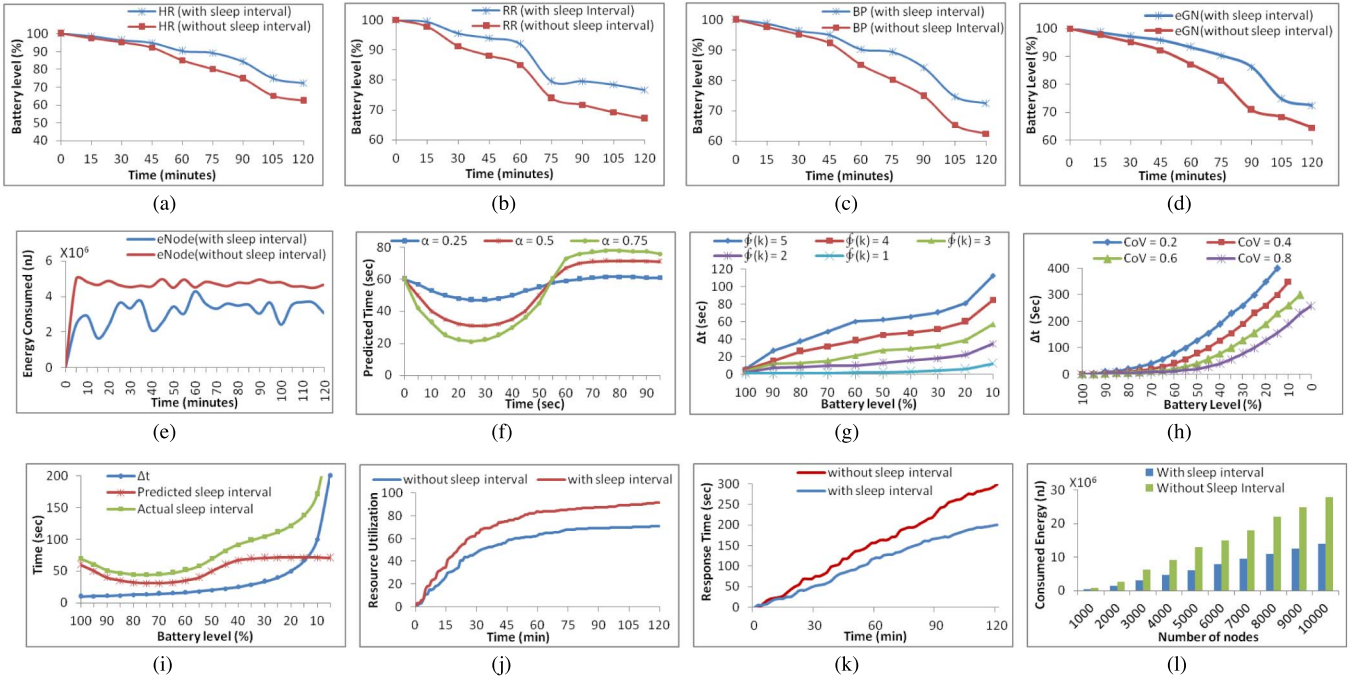 HR (with sleep interval)
HR (without sleep interval)
Battery level (%)
100
90
80
70
60
50
40
0 15 30 45 60 75 90 105 120
Time (minutes)
(a)
RR (with sleep Interval)
RR (without sleep interval)
Battery level (%)
100
90
80
70
60
0 15 30 45 60 75 90 105 120
Time (minutes)
(b)
BP (with sleep interval)
BP (without sleep Interval)
Battery level (%)
100
90
80
70
60
0 15 30 45 60 75 90 105 120
Time (minutes)
(c)
eGN(with sleep interval)
eGN(without sleep interval)
Battery Level (%)
100
90
80
70
60
0 15 30 45 60 75 90 105 120
Time (minutes)
(d)
X10⁶
eNode(with sleep interval)
eNode(without sleep interval)
Energy Consumed (nJ)
6
4
2
0
0 10 20 30 40 50 60 70 80 90 100 110 120
Time (minutes)
(e)
α = 0.25 α = 0.5 α = 0.75
Predicted Time (sec)
80
60
40
20
0
0 10 20 30 40 50 60 70 80 90
Time (sec)
(f)
∮(k) = 5 ∮(k) = 4 ∮(k) = 3
∮(k) = 2 ∮(k) = 1
Δt (sec)
120
100
80
60
40
20
0
100 90 80 70 60 50 40 30 20 10
Battery level (%)
(g)
CoV = 0.2 CoV = 0.4
CoV = 0.6 CoV = 0.8
Δt (Sec)
400
300
200
100
0
100 90 80 70 60 50 40 30 20 10 0
Battery Level (%)
(h)
Δt
Predicted sleep interval
Actual sleep interval
Time (sec)
200
150
100
50
0
100 90 80 70 60 50 40 30 20 10
Battery level (%)
(i)
without sleep interval with sleep interval
Resource Utilization
100
80
60
40
20
0
0 15 30 45 60 75 90 105 120
Time (min)
(j)
without sleep interval
with sleep interval
Response Time (sec)
300
250
200
150
100
50
0
0 30 60 90 120
Time (min)
(k)
X10⁶
With sleep interval
Without Sleep Interval
Consumed Energy (nJ)
30
20
10
0
1000 2000 3000 4000 5000 6000 7000 8000 9000 10000
Number of nodes
(l)